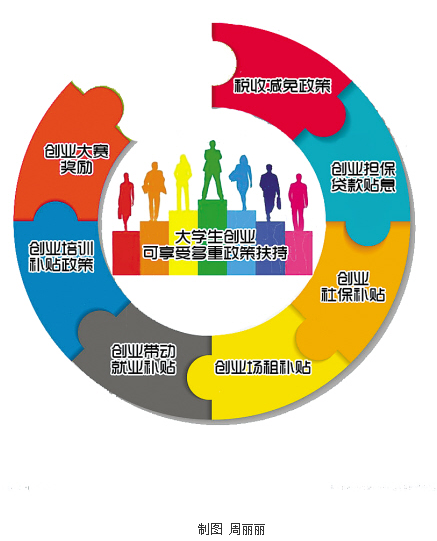 税收减免政策
创业担保
贷款贴息
创业
社保补贴
创业场租补贴
创业带动
就业补贴
创业培训
补贴政策
创业大赛
奖励
大学生创业
可享受多重政策扶持
制图 周丽丽